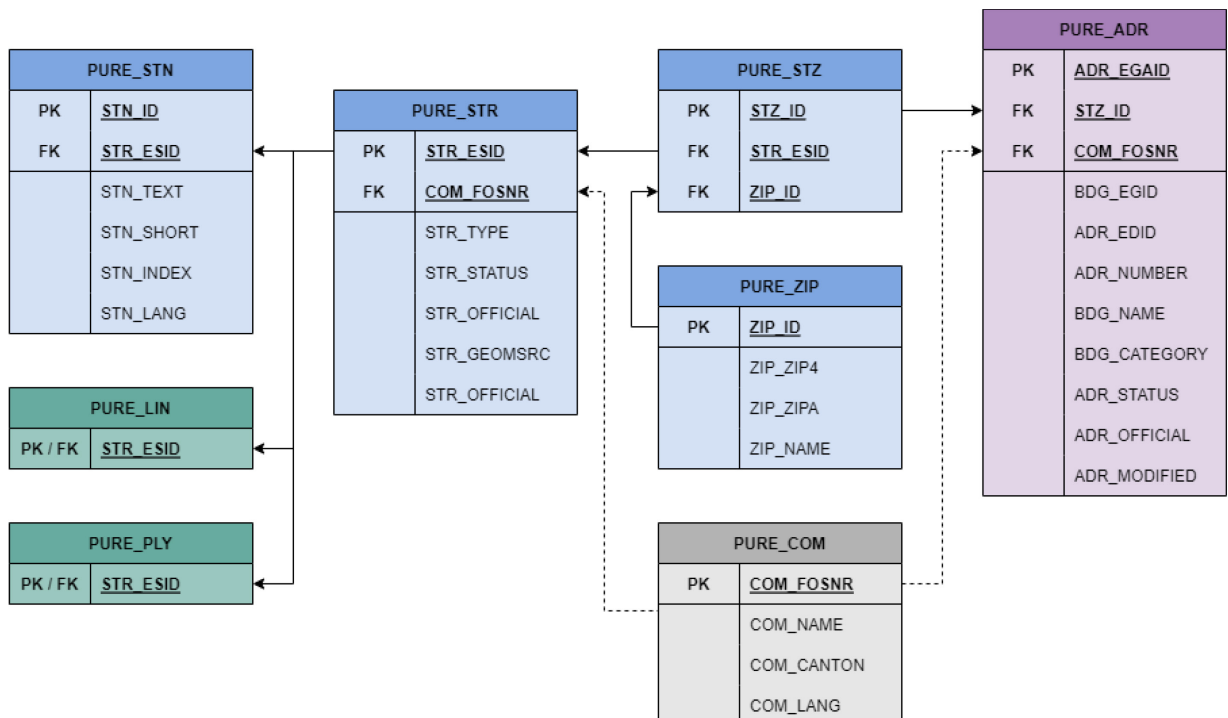 PURE_STN
PK STN_ID
FK STR_ESID
STN_TEXT
STN_SHORT
STN_INDEX
STN_LANG
PURE_LIN
PK / FK STR_ESID
PURE_PLY
PK / FK STR_ESID
PURE_STR
PK STR_ESID
FK COM_FOSNR
STR_TYPE
STR_STATUS
STR_OFFICIAL
STR_GEOMSRC
STR_OFFICIAL
PURE_STZ
PK STZ_ID
FK STR_ESID
FK ZIP_ID
PURE_ZIP
PK ZIP_ID
ZIP_ZIP4
ZIP_ZIPA
ZIP_NAME
PURE_COM
PK COM_FOSNR
COM_NAME
COM_CANTON
COM_LANG
PURE_ADR
PK ADR_EGAID
FK STZ_ID
FK COM_FOSNR
BDG_EGID
ADR_EDID
ADR_NUMBER
BDG_NAME
BDG_CATEGORY
ADR_STATUS
ADR_OFFICIAL
ADR_MODIFIED